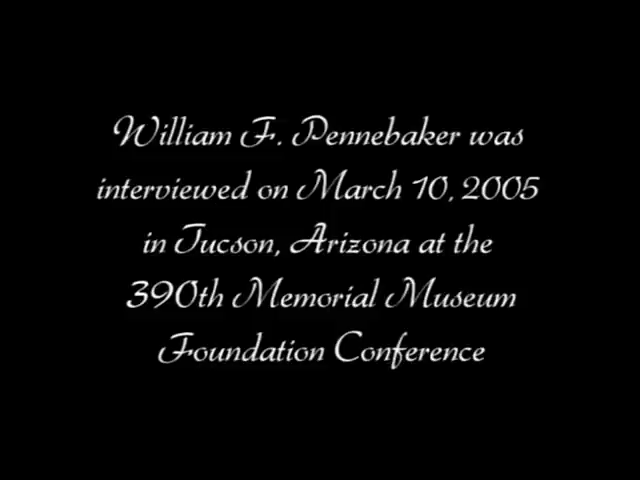 William F. Pennebaker was
interviewed on March 10, 2005
in Tucson, Arizona at the
390th Memorial Museum
Foundation Conference